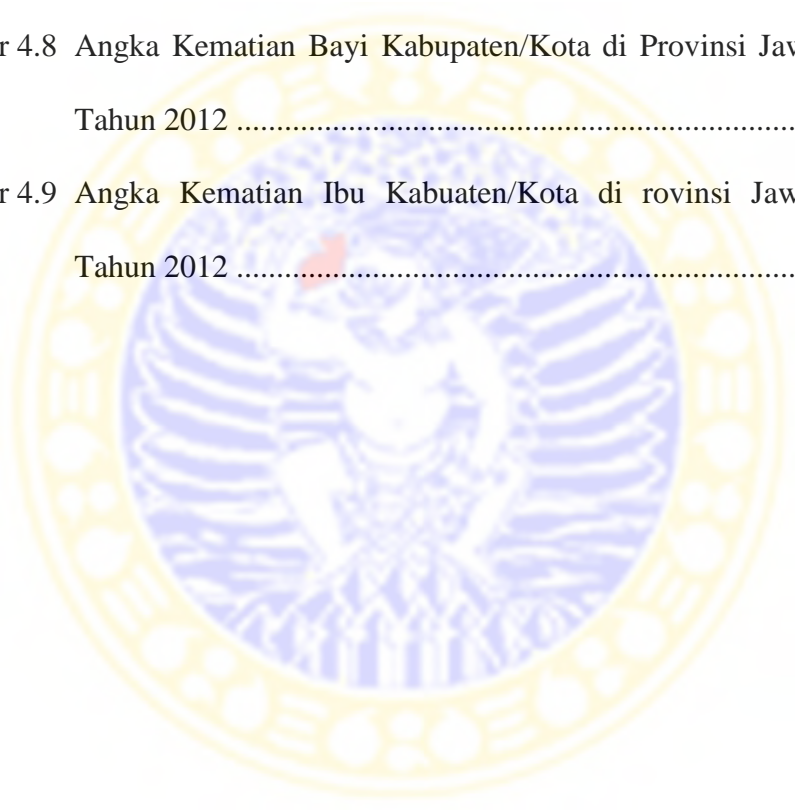 r 4.8 Angka Kematian Bayi Kabupaten/Kota di Provinsi Jaw
Tahun 2012 ............................................................
r 4.9 Angka Kematian Ibu Kabuaten/Kota di rovinsi Jaw
Tahun 2012 ............................................................